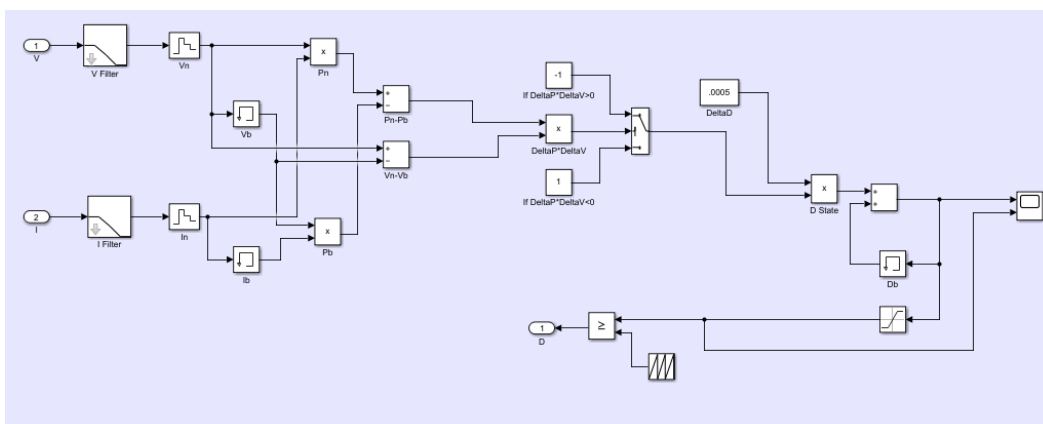 1
V
V Filter
Vn
x
Pn
Vb
+
−
Pn-Pb
+
−
Vn-Vb
-1
If DeltaP*DeltaV>0
x
DeltaP*DeltaV
1
If DeltaP*DeltaV<0
.0005
DeltaD
x
D State
+
+
2
I
I Filter
In
Ib
x
Pb
Db
1
D
≥